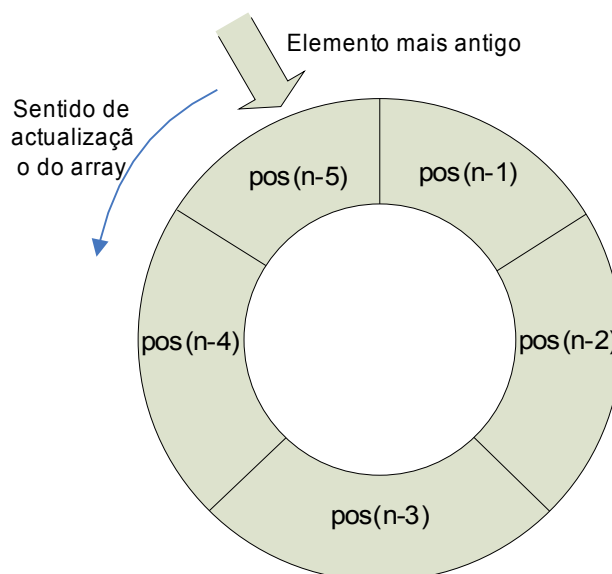 Elemento mais antigo
Sentido de
actualizaçã
o do array
pos(n-5)
pos(n-1)
pos(n-4)
pos(n-2)
pos(n-3)